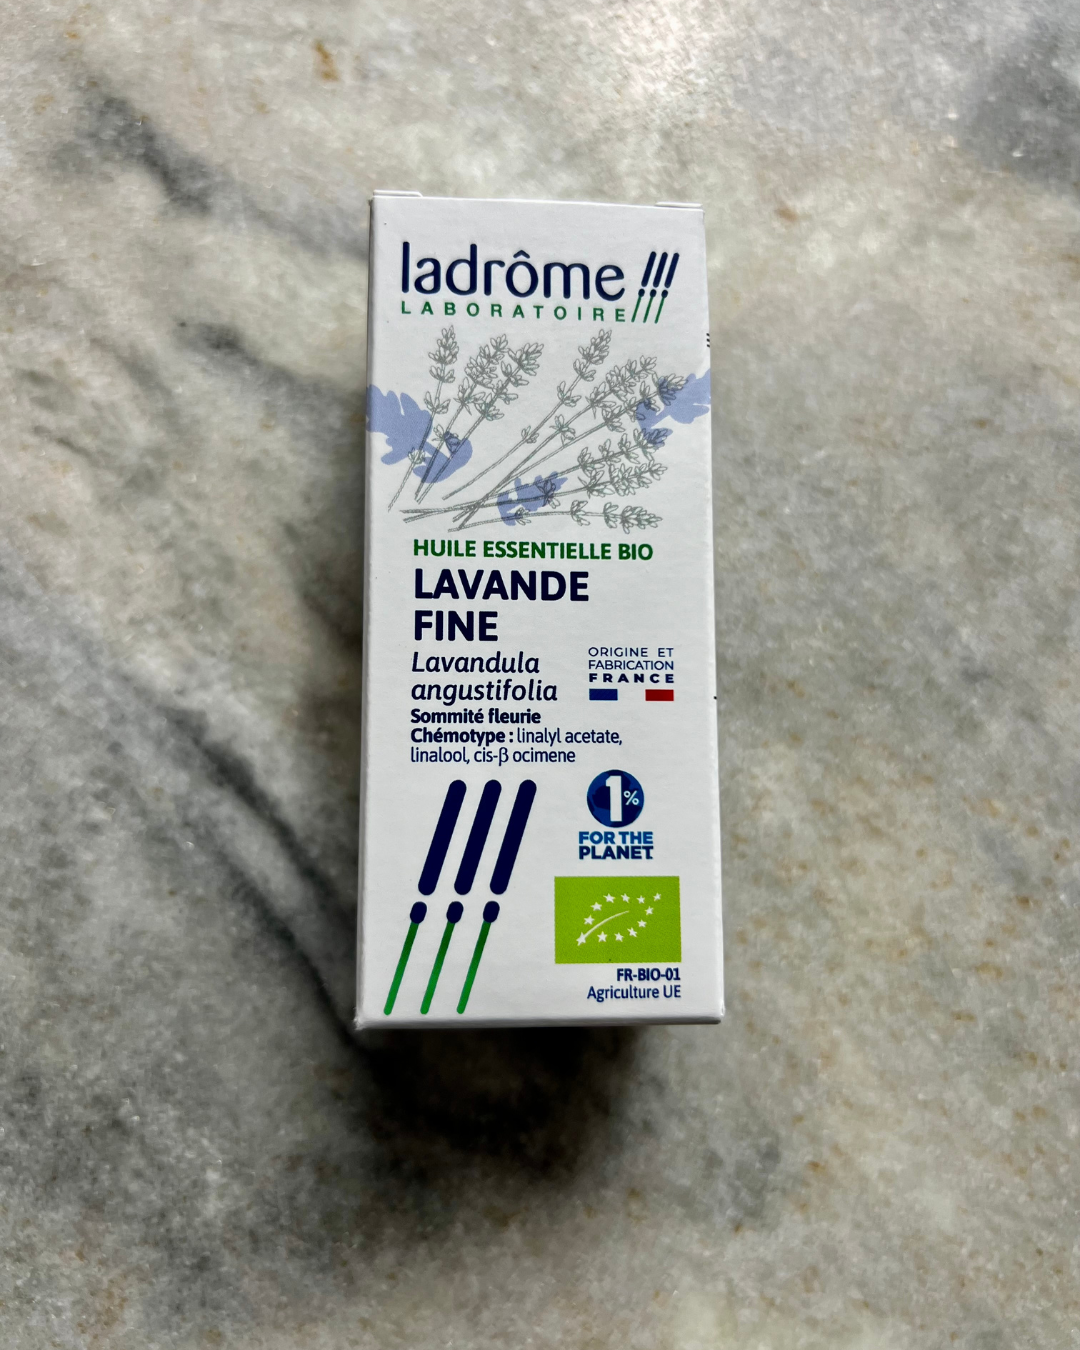 ladrôme
LABORATOIRE
HUILE ESSENTIELLE BIO
LAVANDE
FINE
Lavandula
angustifolia
ORIGINE ET
FABRICATION
FRANCE
Sommité fleurie
Chémotype : linalyl acetate,
linalool, cis-β ocimene
1%
FOR THE
PLANET
FR-BIO-01
Agriculture UE